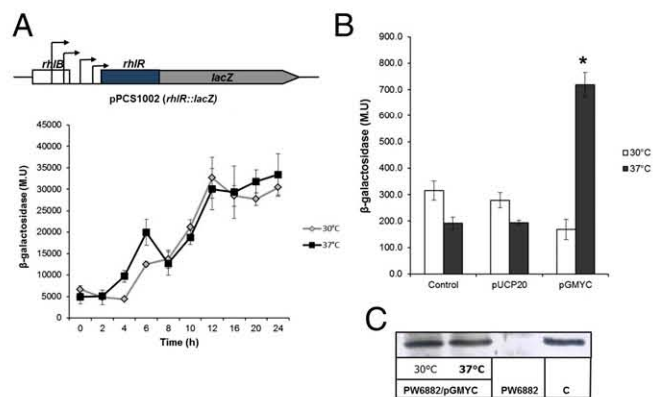 A
rhlB
rhlR
lacZ
pPCS1002 (rhlR::lacZ)
β-galactosidase (M.U)
45000
40000
35000
30000
25000
20000
15000
10000
5000
0
0 2 4 6 8 10 12 16 20 24
Time (h)
30°C
37°C
B
β-galactosidase (M.U)
800.0
700.0
600.0
500.0
400.0
300.0
200.0
100.0
0.0
*
30°C
37°C
Control pUCP20 pGMYC
C
30°C 37°C
PW6882/pGMYC PW6882 C